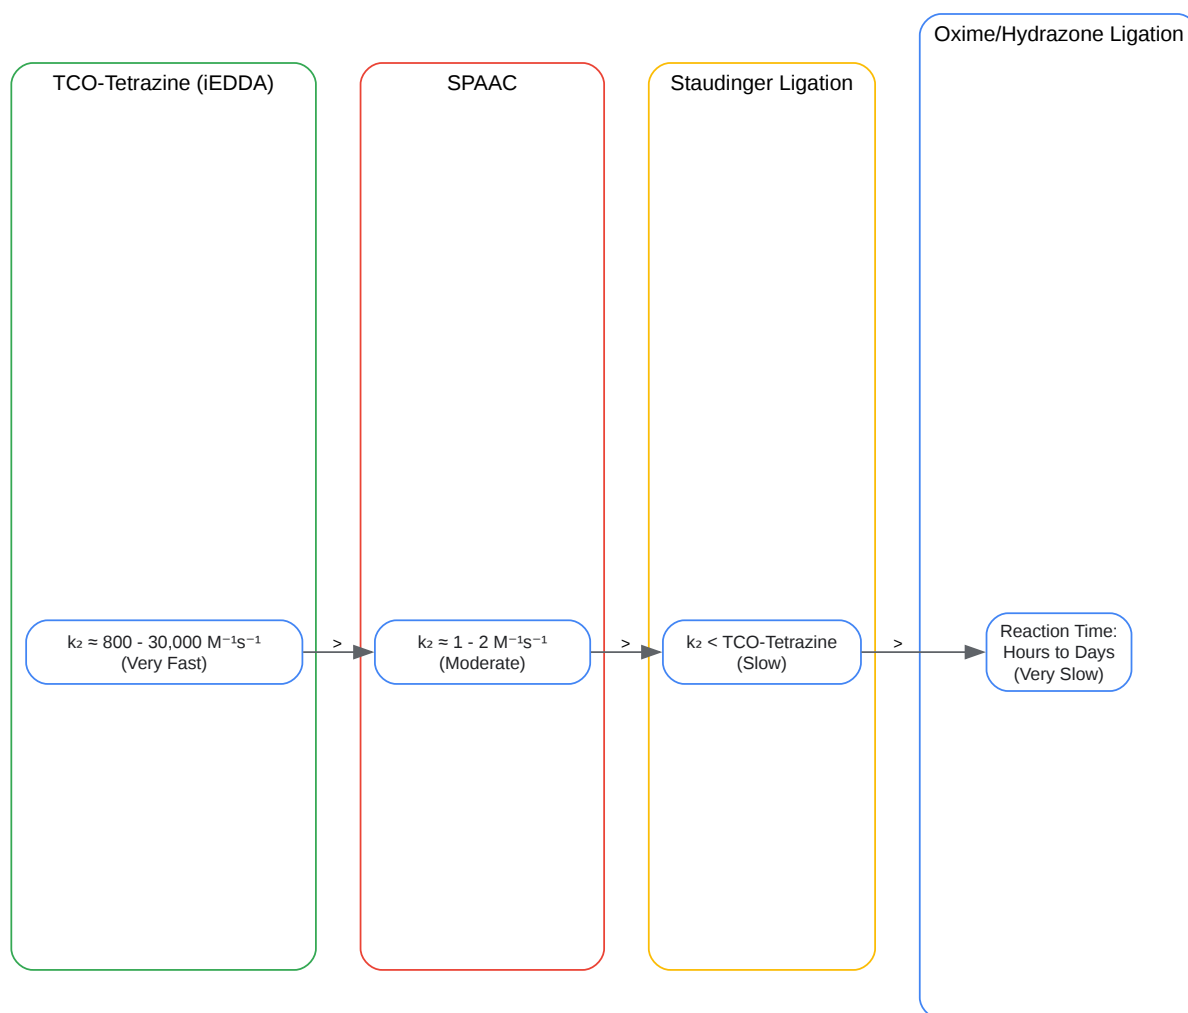 Oxime/Hydrazone Ligation
TCO-Tetrazine (iEDDA)
SPAAC
Staudinger Ligation
k₂ ≈ 800 - 30,000 M⁻¹s⁻¹
(Very Fast)
>
k₂ ≈ 1 - 2 M⁻¹s⁻¹
(Moderate)
>
k₂ < TCO-Tetrazine
(Slow)
>
Reaction Time:
Hours to Days
(Very Slow)